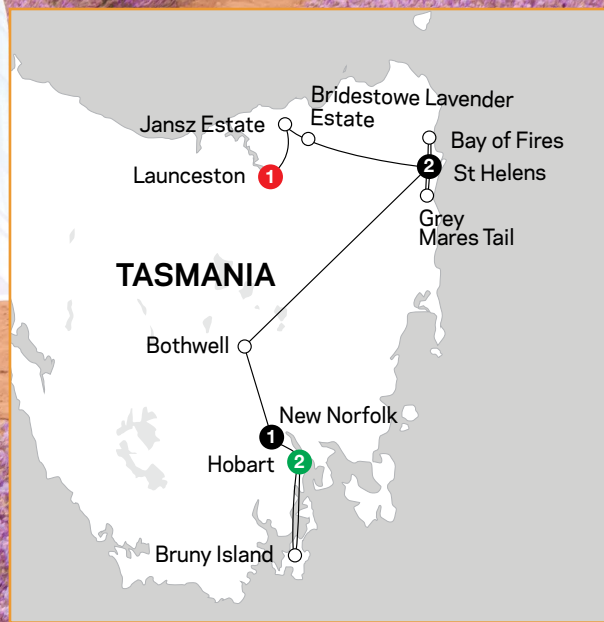 Bridestowe Lavender
Estate
Jansz Estate
Bay of Fires
Launceston
1
2
St Helens
Grey
Mares Tail
TASMANIA
Bothwell
New Norfolk
1
Hobart
2
Bruny Island